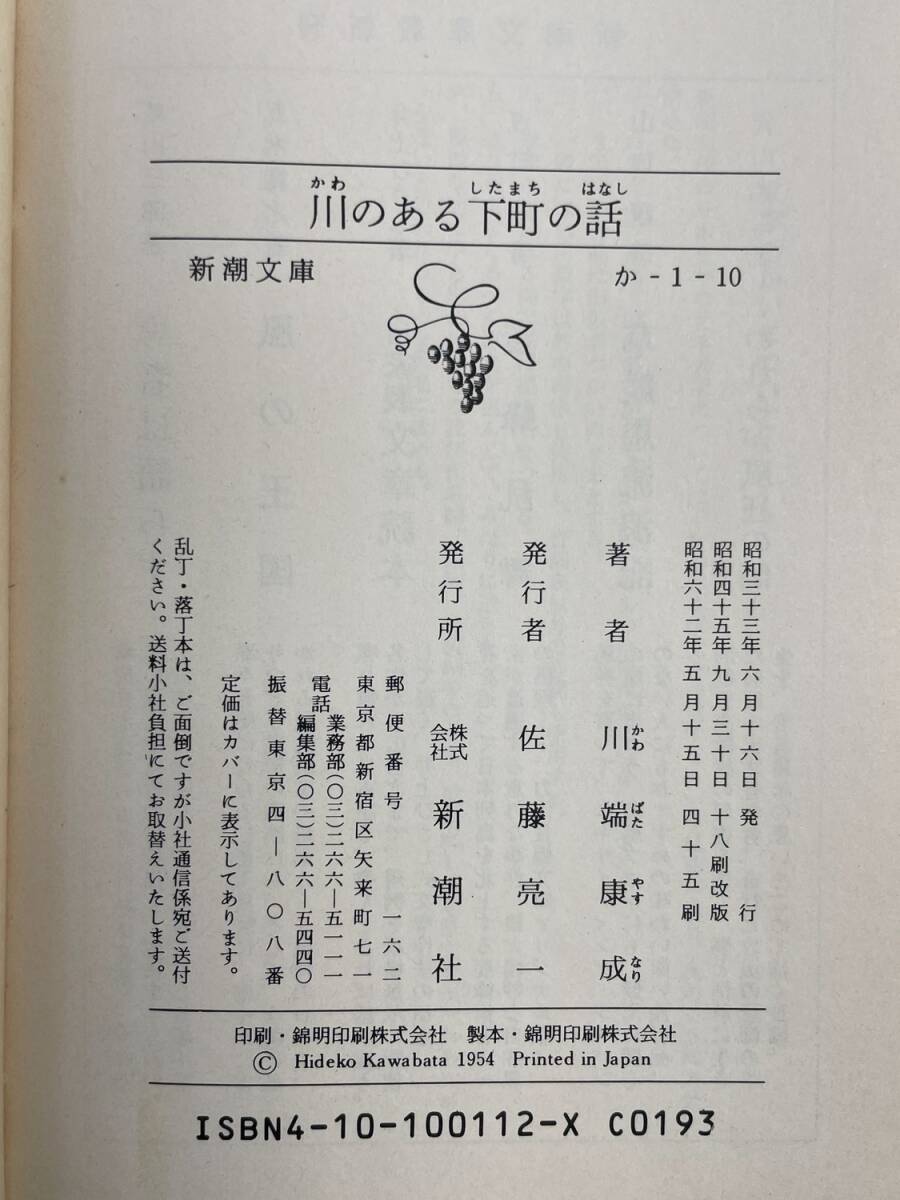 川のある下町の話
かわ したまち はなし
新潮文庫 か-1-10
昭和三十三年六月十六日 発行
昭和四十五年九月三十日 十八刷改版
昭和六十二年五月十五日 四十五刷
著者 川端康成
かわ ばた やす なり
発行者 佐藤亮一
発行所 株式会社 新潮社
郵便番号 一六二
東京都新宿区矢来町七一
電話 業務部(〇三)二六六―五一一一
編集部(〇三)二六六―五四四〇
振替東京四―八〇八番
定価はカバーに表示してあります。
乱丁・落丁本は、ご面倒ですが小社通信係宛ご送付
ください。送料小社負担にてお取替えいたします。
印刷・錦明印刷株式会社 製本・錦明印刷株式会社
© Hideko Kawabata 1954 Printed in Japan
ISBN4-10-100112-X C0193